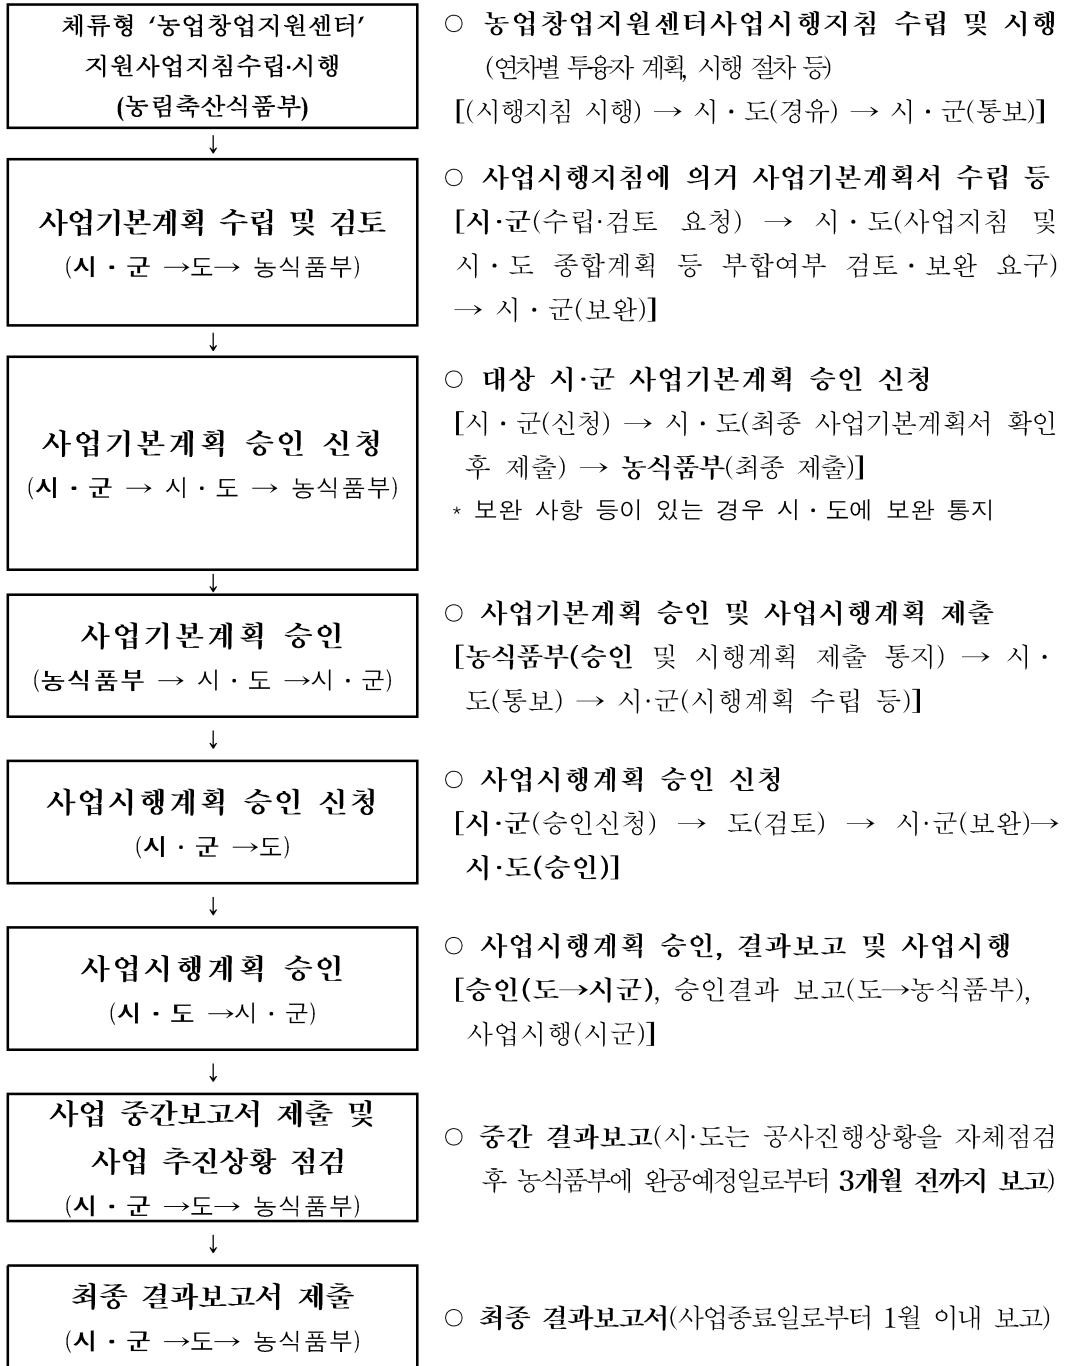 체류형 ‘농업창업지원센터’
지원사업지침수립·시행
(농림축산식품부)
○ 농업창업지원센터사업시행지침 수립 및 시행
(연차별 투융자 계획, 시행 절차 등)
[(시행지침 시행) → 시·도(경유) → 시·군(통보)]
↓
사업기본계획 수립 및 검토
(시·군 →도→ 농식품부)
○ 사업시행지침에 의거 사업기본계획서 수립 등
[시·군(수립·검토 요청) → 시·도(사업지침 및
시·도 종합계획 등 부합여부 검토·보완 요구)
→ 시·군(보완)]
↓
사업기본계획 승인 신청
(시·군 → 시·도 → 농식품부)
○ 대상 시·군 사업기본계획 승인 신청
[시·군(신청) → 시·도(최종 사업기본계획서 확인
후 제출) → 농식품부(최종 제출)]
* 보완 사항 등이 있는 경우 시·도에 보완 통지
↓
사업기본계획 승인
(농식품부 → 시·도 →시·군)
○ 사업기본계획 승인 및 사업시행계획 제출
[농식품부(승인 및 시행계획 제출 통지) → 시·
도(통보) → 시·군(시행계획 수립 등)]
↓
사업시행계획 승인 신청
(시·군 →도)
○ 사업시행계획 승인 신청
[시·군(승인신청) → 도(검토) → 시·군(보완)→
시·도(승인)]
↓
사업시행계획 승인
(시·도 →시·군)
○ 사업시행계획 승인, 결과보고 및 사업시행
[승인(도→시군), 승인결과 보고(도→농식품부),
사업시행(시군)]
↓
사업 중간보고서 제출 및
사업 추진상황 점검
(시·군 →도→ 농식품부)
○ 중간 결과보고(시·도는 공사진행상황을 자체점검
후 농식품부에 완공예정일로부터 3개월 전까지 보고)
↓
최종 결과보고서 제출
(시·군 →도→ 농식품부)
○ 최종 결과보고서(사업종료일로부터 1월 이내 보고)